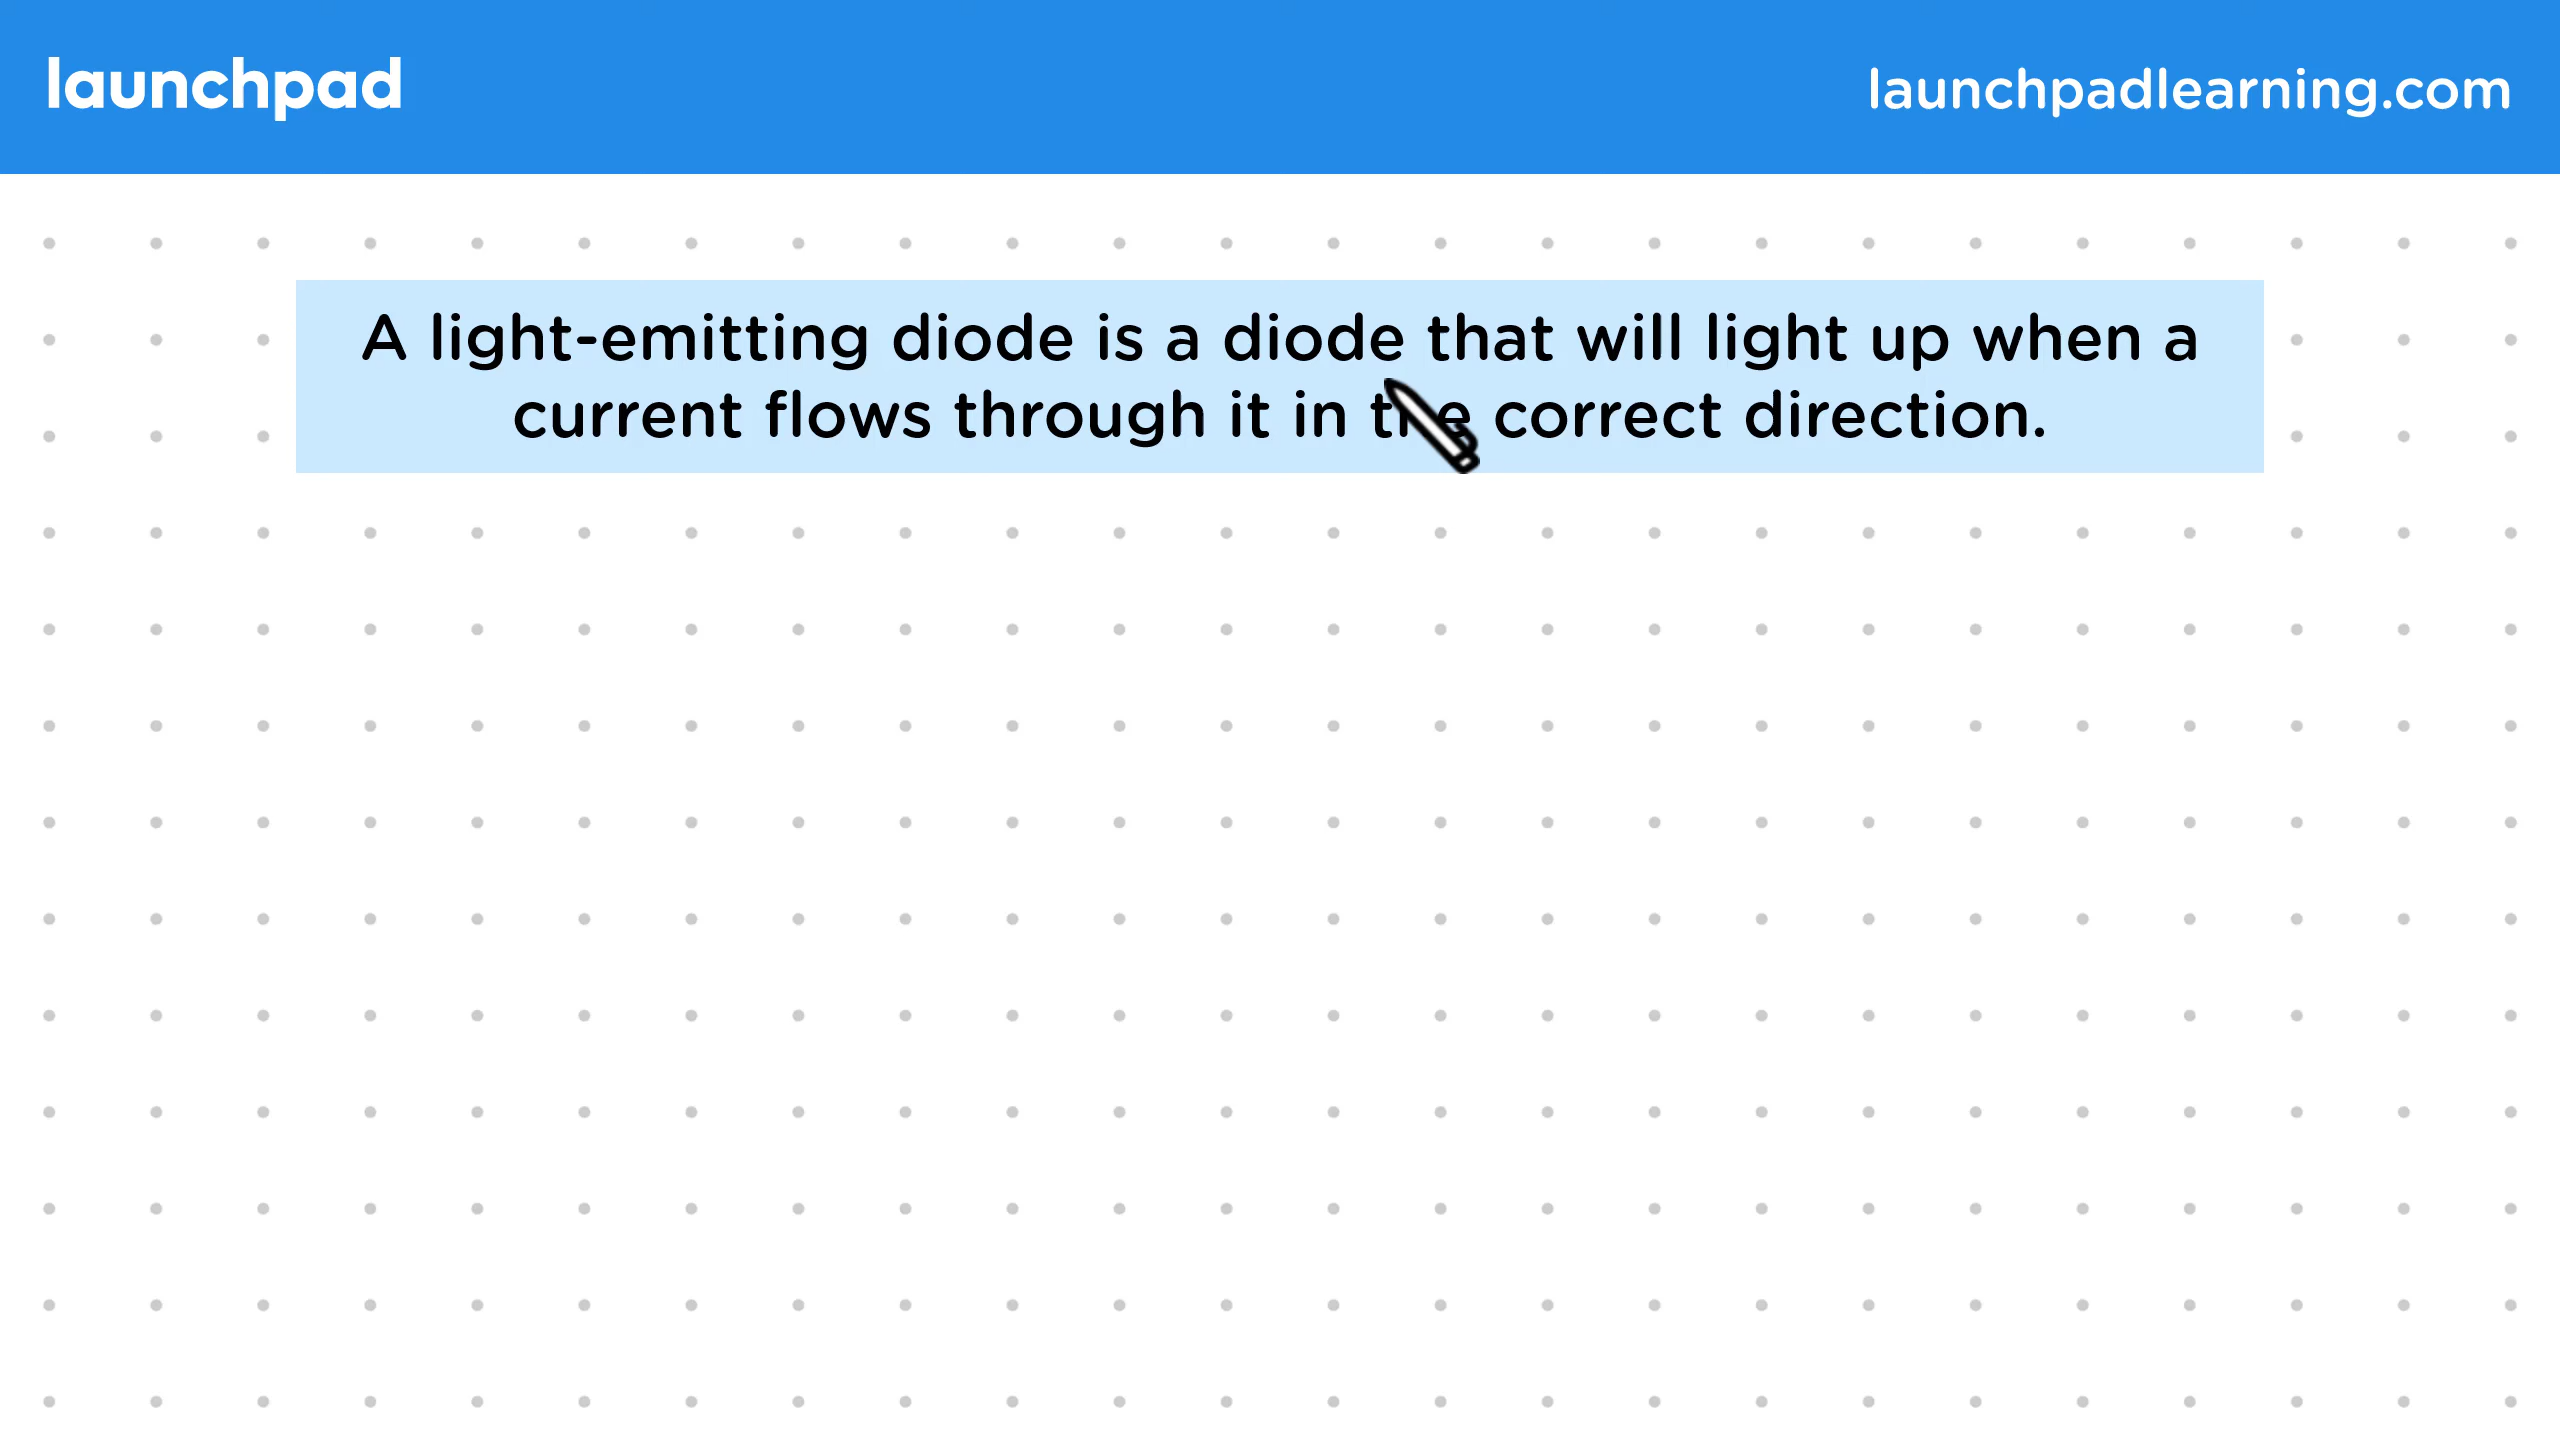 launchpad
launchpadlearning.com
A light-emitting diode is a diode that will light up when a
current flows through it in the correct direction.